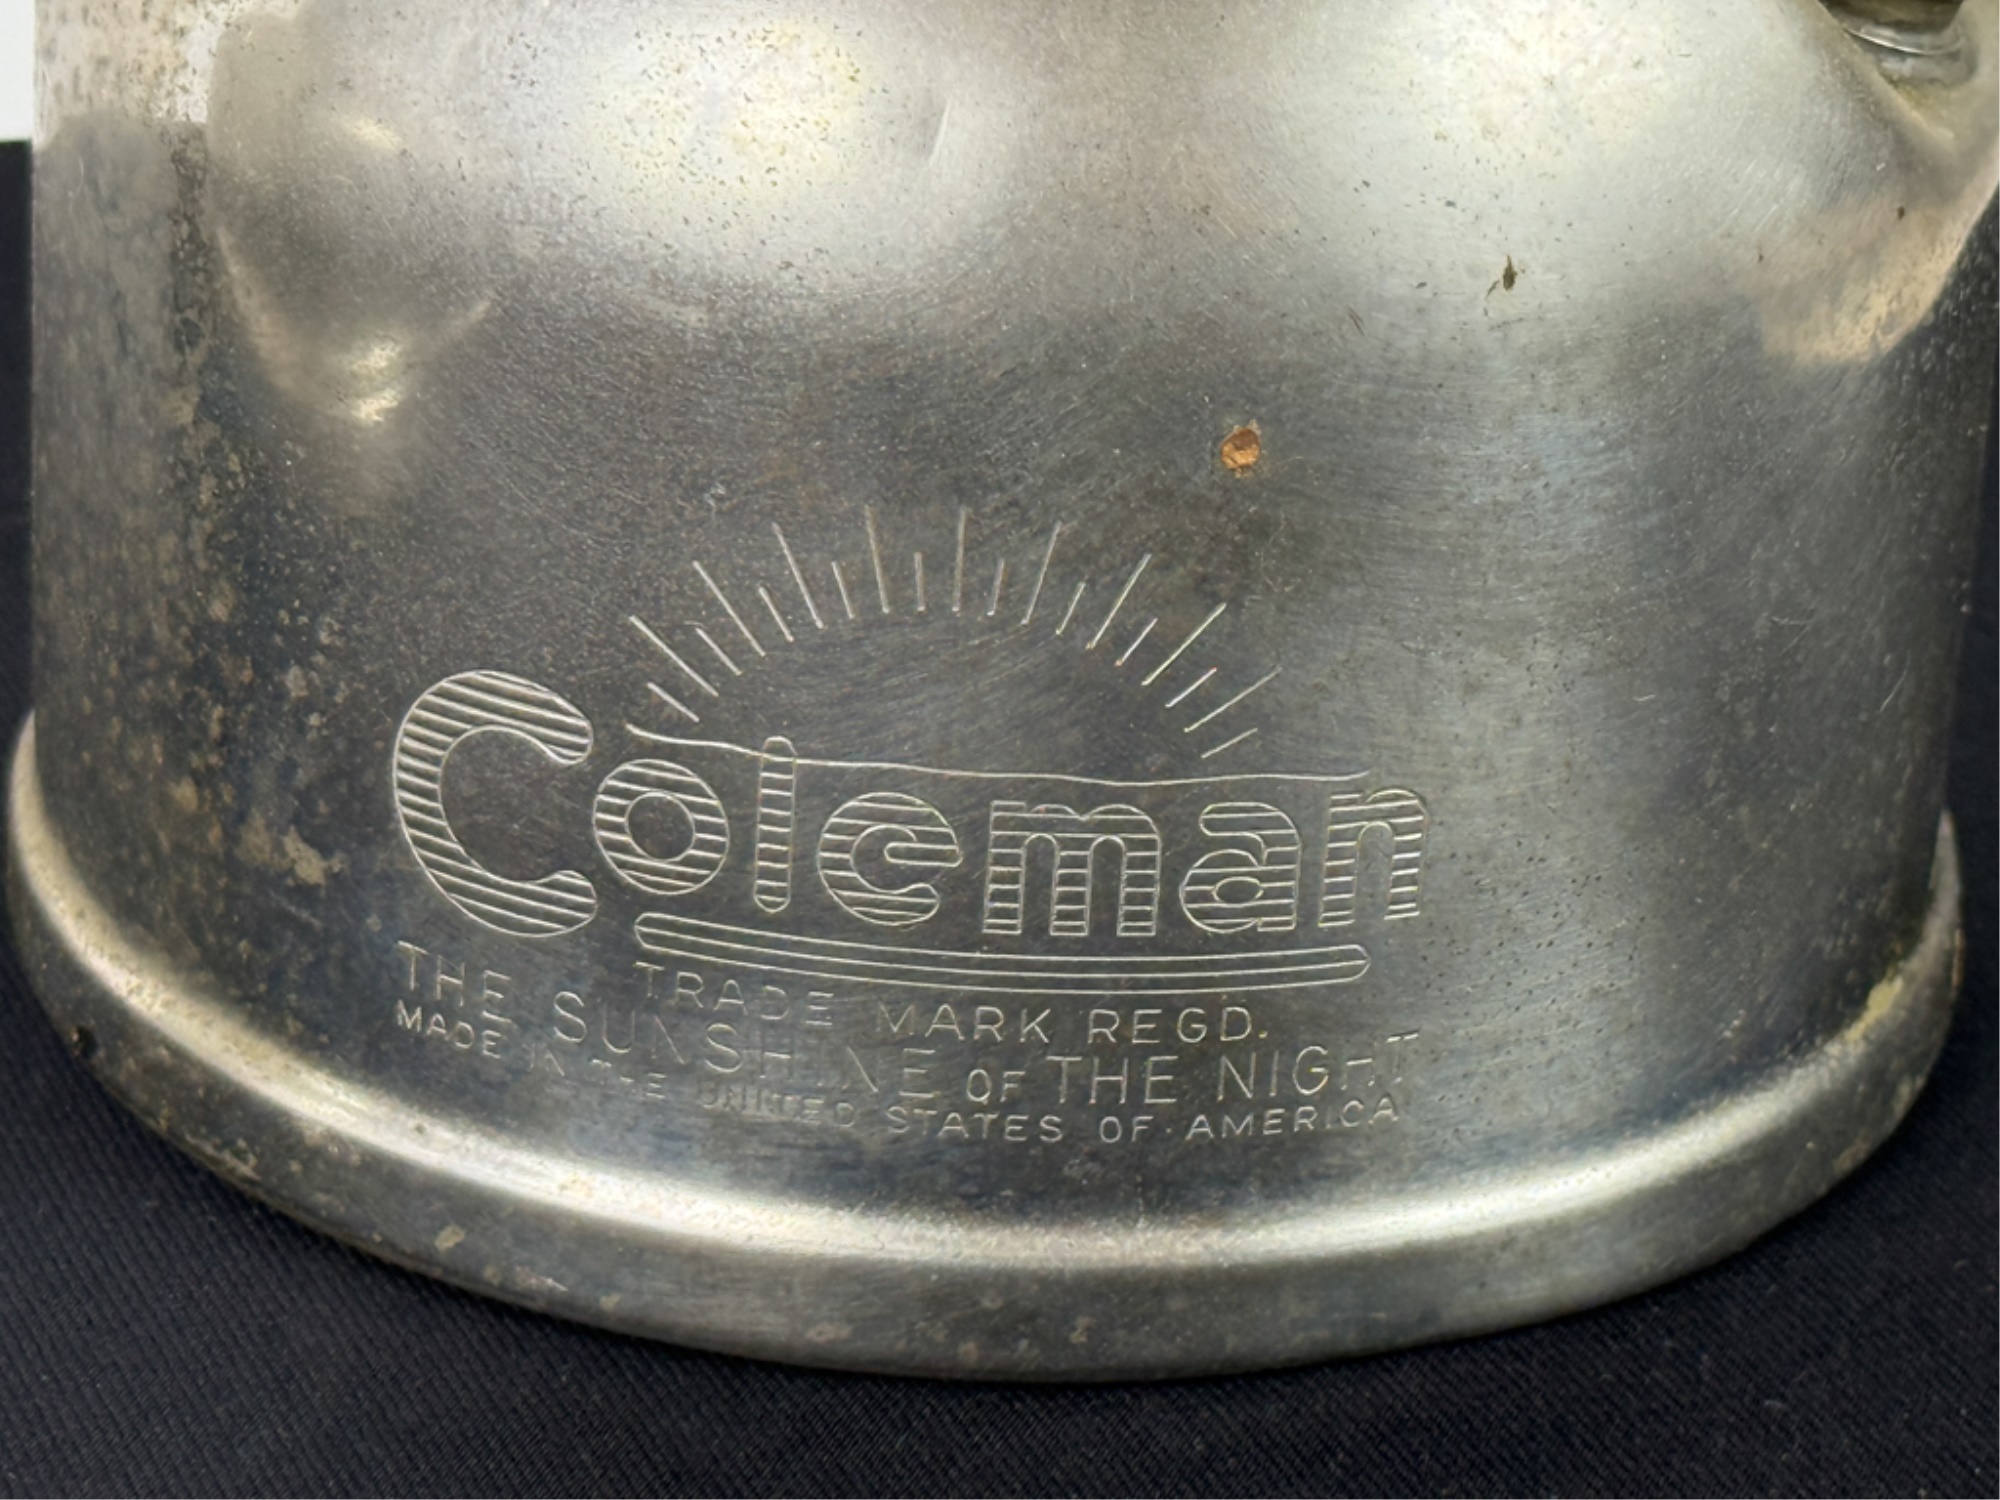 Coleman
TRADE MARK REGD.
THE SUNSHINE OF THE NIGHT
MADE IN THE UNITED STATES OF AMERICA